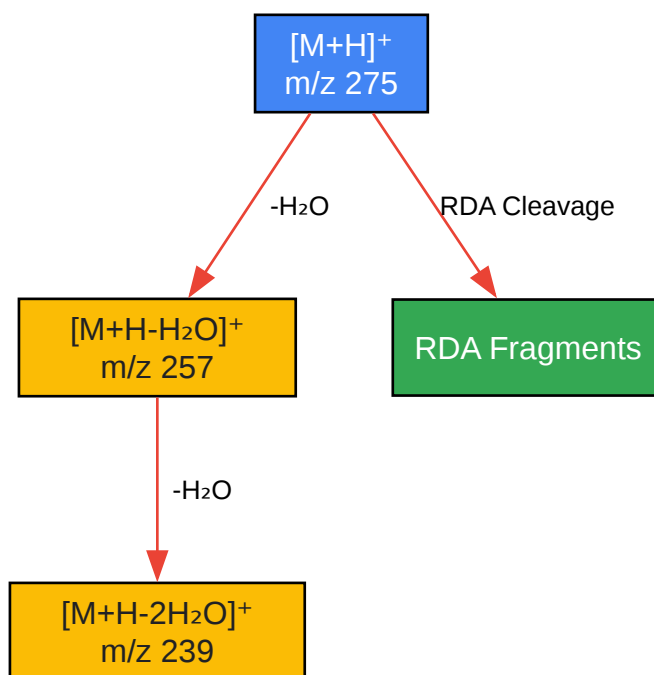 [M+H]⁺
m/z 275
-H₂O
RDA Cleavage
[M+H-H₂O]⁺
m/z 257
RDA Fragments
-H₂O
[M+H-2H₂O]⁺
m/z 239